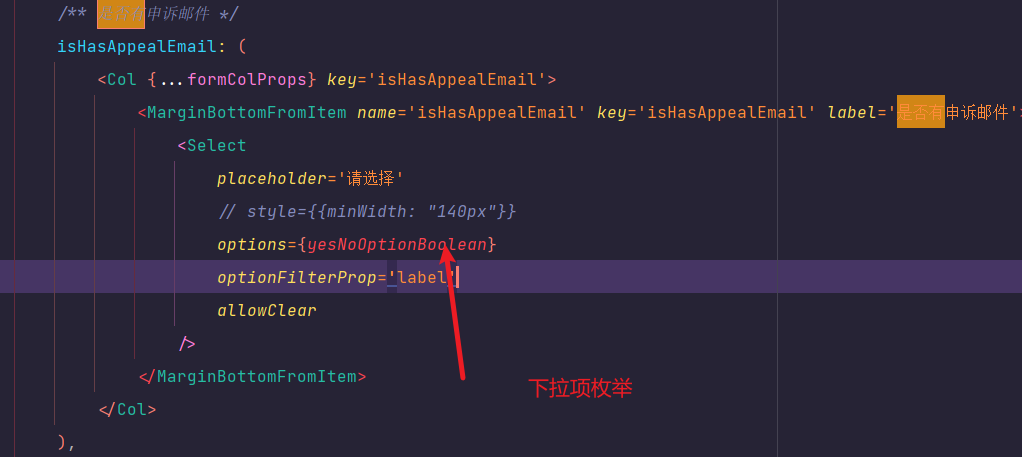 /** 是否有申诉邮件 */
isHasAppealEmail: (
<Col {...formColProps} key='isHasAppealEmail'>
<MarginBottomFromItem name='isHasAppealEmail' key='isHasAppealEmail' label='是否有申诉邮件'>
<Select
placeholder='请选择'
// style={{minWidth: "140px"}}
options={yesNoOptionBoolean}
optionFilterProp='label'
allowClear
/>
</MarginBottomFromItem>
下拉项枚举
</Col>
),